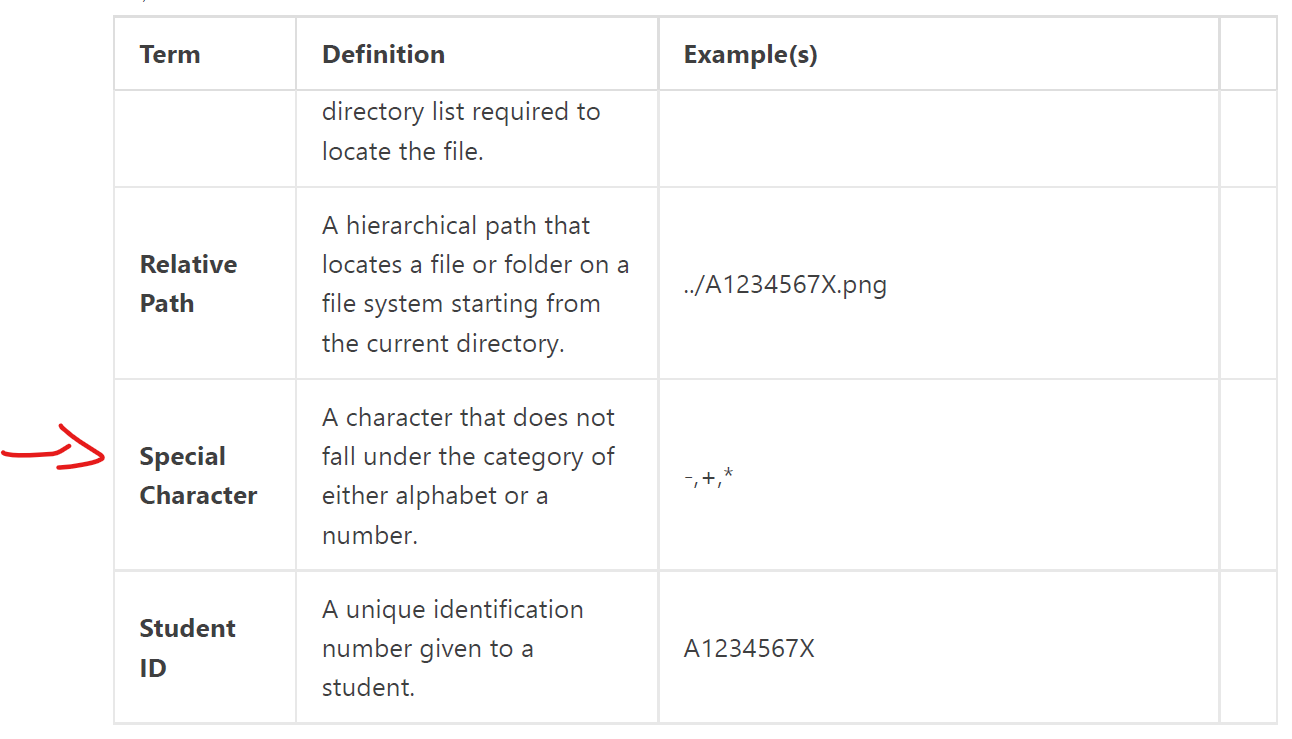 Term Definition Example(s)
directory list required to
locate the file.
Relative
Path
A hierarchical path that
locates a file or folder on a
file system starting from
the current directory.
../A1234567X.png
Special
Character
A character that does not
fall under the category of
either alphabet or a
number.
-,+,*
Student
ID
A unique identification
number given to a
student.
A1234567X